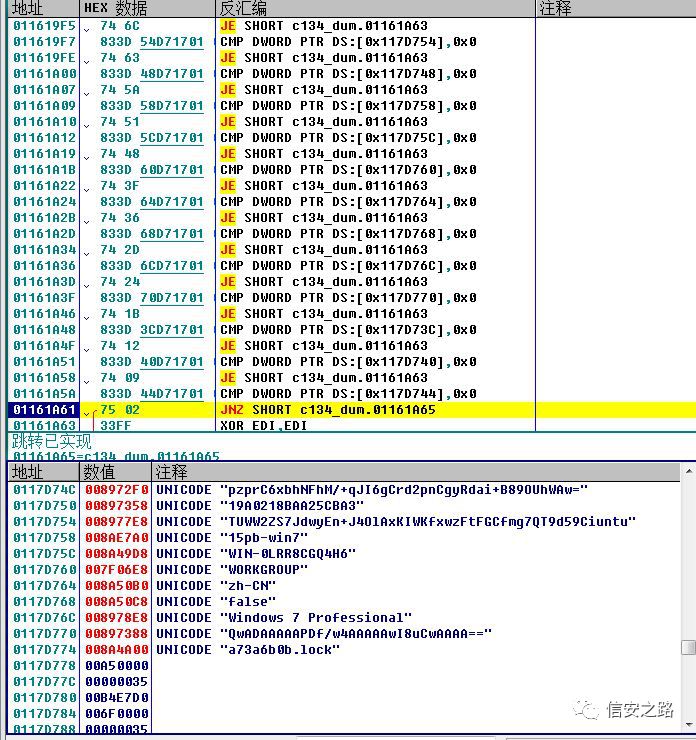 地址 HEX 数据 反汇编 注释
011619F5 74 6C JE SHORT c134_dum.01161A63
011619F7 833D 54D71701 CMP DWORD PTR DS:[0x117D754],0x0
011619FE 74 63 JE SHORT c134_dum.01161A63
01161A00 833D 48D71701 CMP DWORD PTR DS:[0x117D748],0x0
01161A07 74 5A JE SHORT c134_dum.01161A63
01161A09 833D 58D71701 CMP DWORD PTR DS:[0x117D758],0x0
01161A10 74 51 JE SHORT c134_dum.01161A63
01161A12 833D 5CD71701 CMP DWORD PTR DS:[0x117D75C],0x0
01161A19 74 48 JE SHORT c134_dum.01161A63
01161A1B 833D 60D71701 CMP DWORD PTR DS:[0x117D760],0x0
01161A22 74 3F JE SHORT c134_dum.01161A63
01161A24 833D 64D71701 CMP DWORD PTR DS:[0x117D764],0x0
01161A2B 74 36 JE SHORT c134_dum.01161A63
01161A2D 833D 68D71701 CMP DWORD PTR DS:[0x117D768],0x0
01161A34 74 2D JE SHORT c134_dum.01161A63
01161A36 833D 6CD71701 CMP DWORD PTR DS:[0x117D76C],0x0
01161A3D 74 24 JE SHORT c134_dum.01161A63
01161A3F 833D 70D71701 CMP DWORD PTR DS:[0x117D770],0x0
01161A46 74 1B JE SHORT c134_dum.01161A63
01161A48 833D 3CD71701 CMP DWORD PTR DS:[0x117D73C],0x0
01161A4F 74 12 JE SHORT c134_dum.01161A63
01161A51 833D 40D71701 CMP DWORD PTR DS:[0x117D740],0x0
01161A58 74 09 JE SHORT c134_dum.01161A63
01161A5A 833D 44D71701 CMP DWORD PTR DS:[0x117D744],0x0
01161A61 75 02 JNZ SHORT c134_dum.01161A65
01161A63 33FF XOR EDI,EDI
跳转已实现
01161A65=c134_dum.01161A65
地址 数值 注释
0117D74C 008972F0 UNICODE "pzprC6xbhNFhM/+qJI6gCrd2pnCgyRdai+B89OUhWAw="
0117D750 00897358 UNICODE "19A0218BAA25CBA3"
0117D754 008977E8 UNICODE "TUWW2ZS7JdwyEn+J4OlAxKIWKfxwzFtFGCfmg7QT9d59Ciuntu"
0117D758 008AE7A0 UNICODE "15pb-win7"
0117D75C 008A49D8 UNICODE "WIN-0LRR8CGQ4H6"
0117D760 007F06E8 UNICODE "WORKGROUP"
0117D764 008A50B0 UNICODE "zh-CN"
0117D768 008A50C8 UNICODE "false"
0117D76C 008978E8 UNICODE "Windows 7 Professional"
0117D770 00897388 UNICODE "QwADAAAAAPDf/w4AAAAAwI8uCwAAAA=="
0117D774 008A4A00 UNICODE "a73a6b0b.lock"
0117D778 00A50000
0117D77C 00000035
0117D780 00B4E7D0
0117D784 006F0000
0117D788 00000035
信安之路